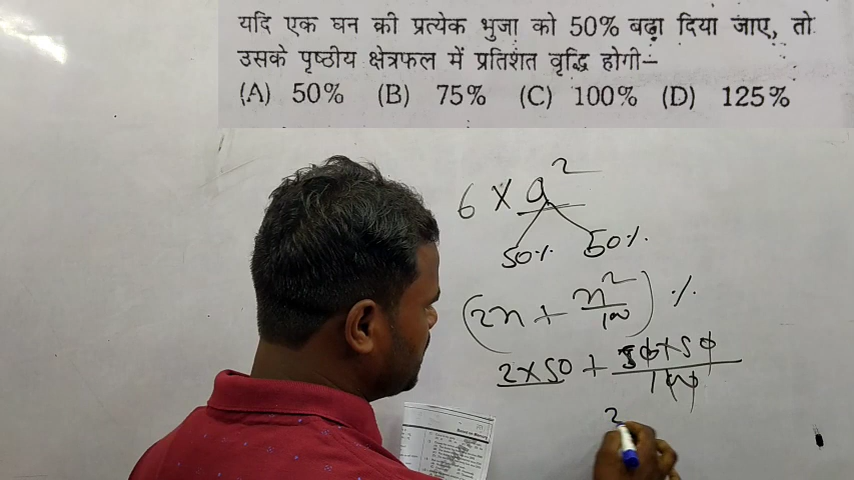 यदि एक घन की प्रत्येक भुजा को 50% बढ़ा दिया जाए, तो
उसके पृष्ठीय क्षेत्रफल में प्रतिशत वृद्धि होगी–
(A) 50% (B) 75% (C) 100% (D) 125%
6 × a²
50% 50%
(2x + x²/100) %
2×50 + 50×50/100
2